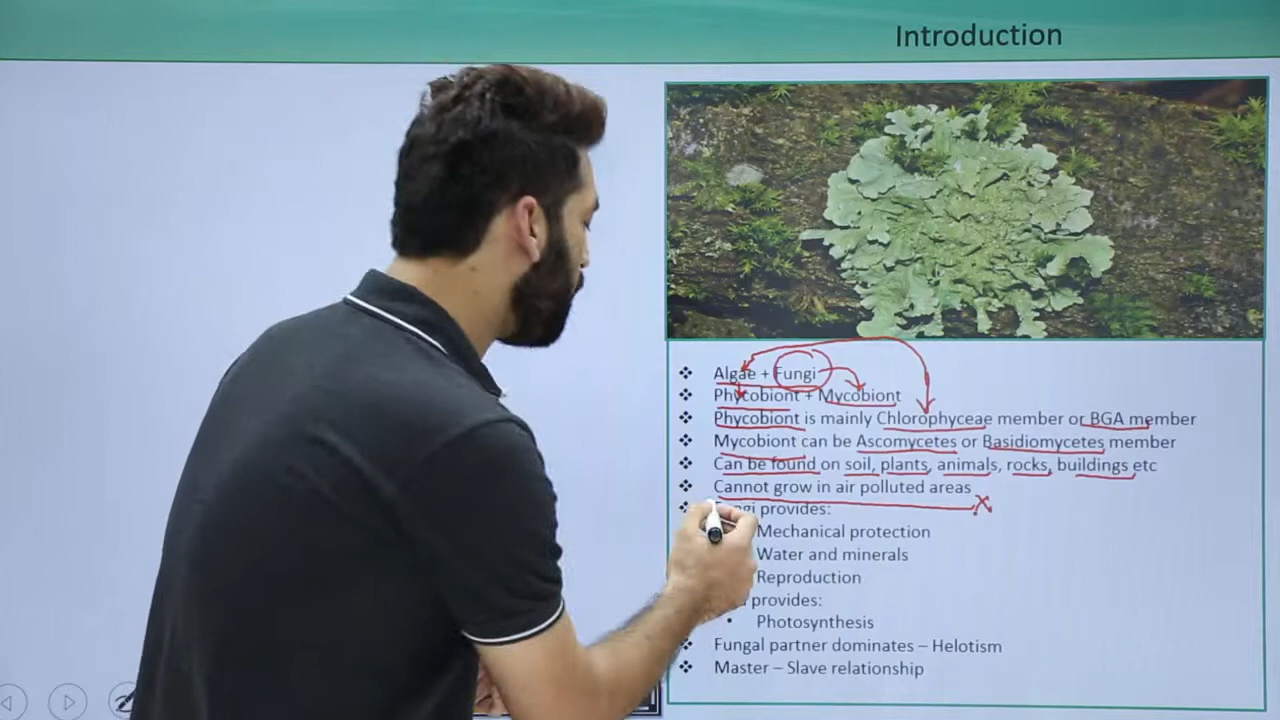 Introduction
Algae + Fungi
Phycobiont + Mycobiont
Phycobiont is mainly Chlorophyceae member or BGA member
Mycobiont can be Ascomycetes or Basidiomycetes member
Can be found on soil, plants, animals, rocks, buildings etc
Cannot grow in air polluted areas
provides:
Mechanical protection
Water and minerals
Reproduction
provides:
Photosynthesis
Fungal partner dominates – Helotism
Master – Slave relationship